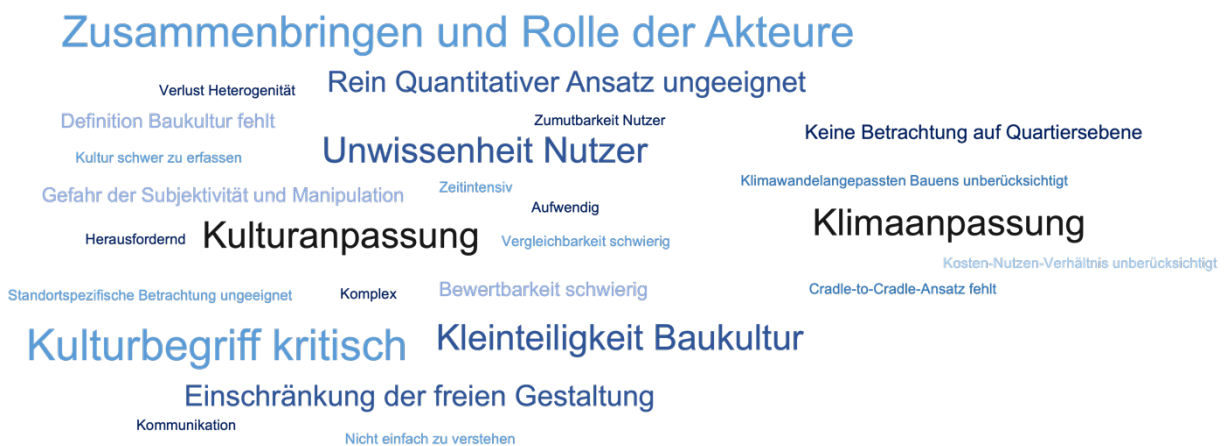 Zusammenbringen und Rolle der Akteure
Rein Quantitativer Ansatz ungeeignet
Verlust Heterogenität
Definition Baukultur fehlt
Zumutbarkeit Nutzer
Keine Betrachtung auf Quartiersebene
Unwissenheit Nutzer
Kultur schwer zu erfassen
Klimawandelangepassten Bauens unberücksichtigt
Gefahr der Subjektivität und Manipulation
Zeitintensiv
Aufwendig
Klimaanpassung
Herausfordernd
Kulturanpassung
Vergleichbarkeit schwierig
Kosten-Nutzen-Verhältnis unberücksichtigt
Standortspezifische Betrachtung ungeeignet
Komplex
Bewertbarkeit schwierig
Cradle-to-Cradle-Ansatz fehlt
Kulturbegriff kritisch
Kleinteiligkeit Baukultur
Einschränkung der freien Gestaltung
Kommunikation
Nicht einfach zu verstehen